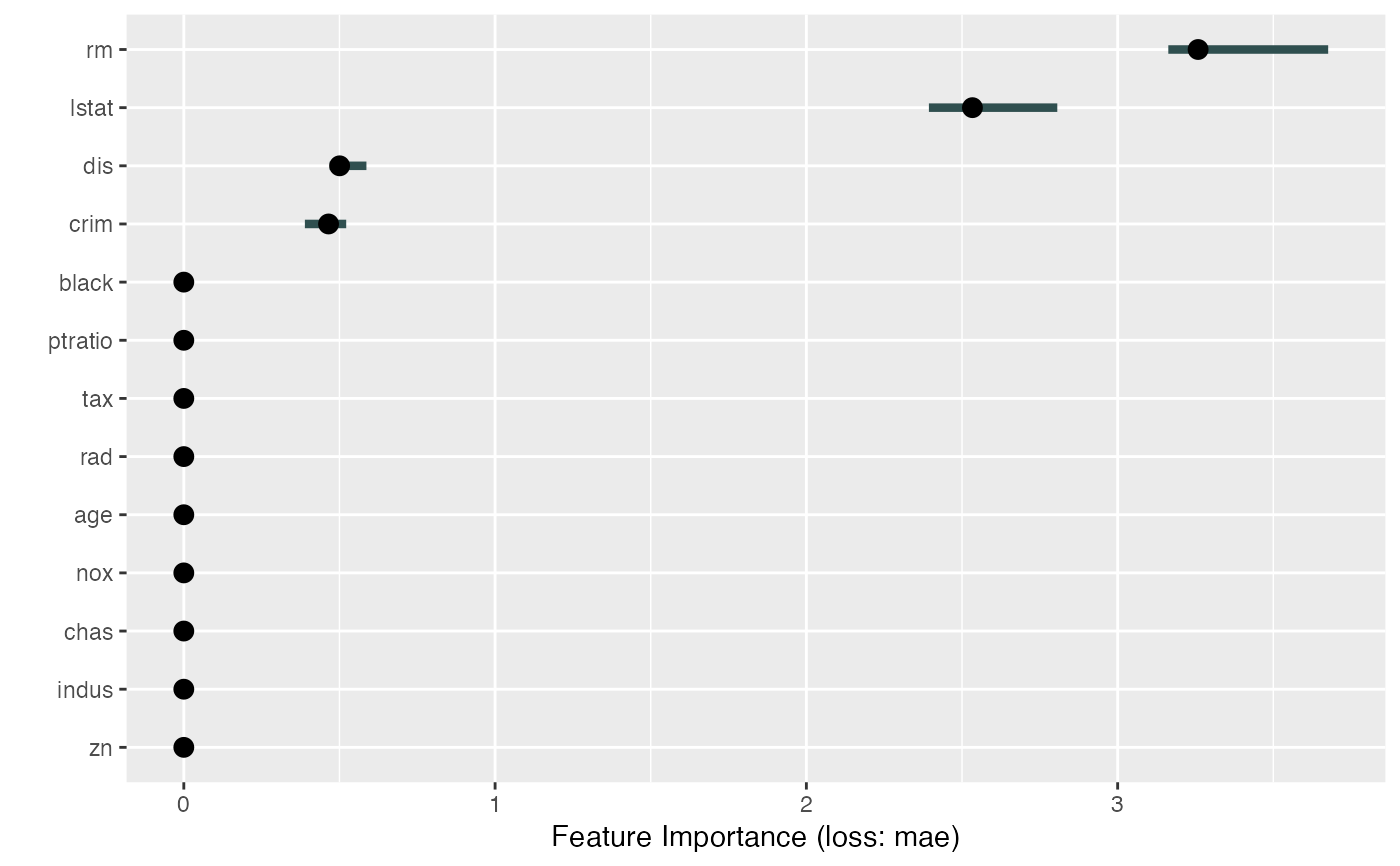 rm
lstat
dis
crim
black
ptratio
tax
rad
age
nox
chas
indus
zn
0 1 2 3
Feature Importance (loss: mae)